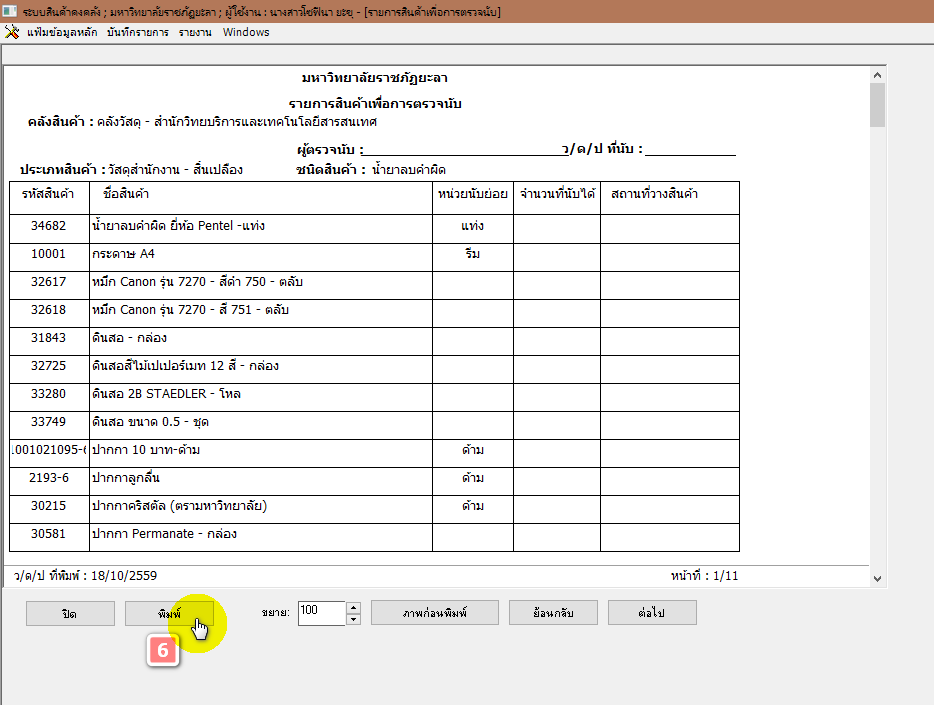 ระบบสินค้าคงคลัง ; มหาวิทยาลัยราชภัฏยะลา ; ผู้ใช้งาน : นางสาวโซฟีนา ยะขุ - [รายการสินค้าเพื่อการตรวจนับ]
แฟ้มข้อมูลหลัก บันทึกรายการ รายงาน Windows
มหาวิทยาลัยราชภัฏยะลา
รายการสินค้าเพื่อการตรวจนับ
คลังสินค้า : คลังวัสดุ - สำนักวิทยบริการและเทคโนโลยีสารสนเทศ
ผู้ตรวจนับ : ว/ด/ป ที่นับ :
ประเภทสินค้า : วัสดุสำนักงาน - สิ้นเปลือง ชนิดสินค้า : น้ำยาลบคำผิด
รหัสสินค้า ชื่อสินค้า หน่วยนับย่อย จำนวนที่นับได้ สถานที่วางสินค้า
34682 น้ำยาลบคำผิด ยี่ห้อ Pentel -แท่ง แท่ง
10001 กระดาษ A4 รีม
32617 หมึก Canon รุ่น 7270 - สีดำ 750 - ตลับ
32618 หมึก Canon รุ่น 7270 - สี 751 - ตลับ
31843 ดินสอ - กล่อง
32725 ดินสอสีไม้เปเปอร์เมท 12 สี - กล่อง
33280 ดินสอ 2B STAEDLER - โหล
33749 ดินสอ ขนาด 0.5 - ชุด
1001021095-6 ปากกา 10 บาท-ด้าม ด้าม
2193-6 ปากกาลูกลื่น ด้าม
30215 ปากกาคริสตัล (ตรามหาวิทยาลัย) ด้าม
30581 ปากกา Permanate - กล่อง
ว/ด/ป ที่พิมพ์ : 18/10/2559 หน้าที่ : 1/11
ปิด พิมพ์ ขยาย: 100 ภาพก่อนพิมพ์ ย้อนกลับ ต่อไป
6